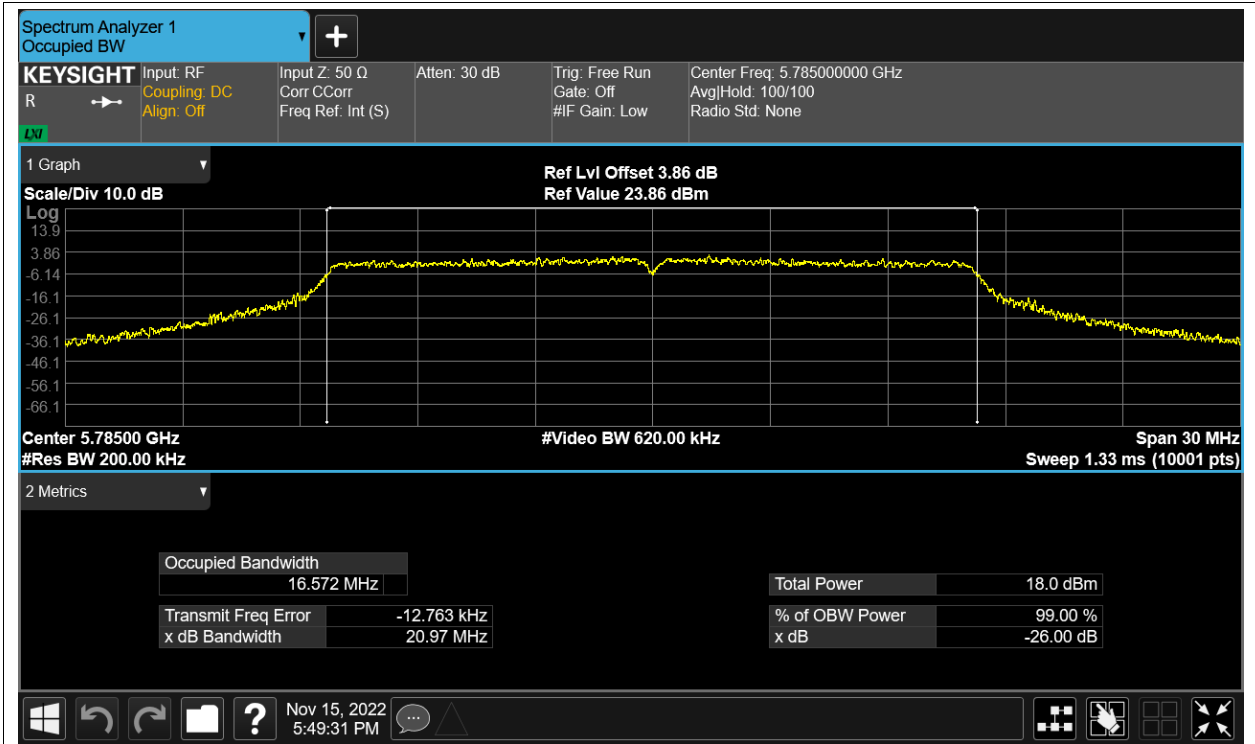 Spectrum Analyzer 1
Occupied BW
KEYSIGHT
R
LXI
Input: RF
Coupling: DC
Align: Off
Input Z: 50 Ω
Corr CCorr
Freq Ref: Int (S)
Atten: 30 dB
Trig: Free Run
Gate: Off
#IF Gain: Low
Center Freq: 5.785000000 GHz
Avg|Hold: 100/100
Radio Std: None
1 Graph
Scale/Div 10.0 dB
Ref Lvl Offset 3.86 dB
Ref Value 23.86 dBm
Log
13.9
3.86
-6.14
-16.1
-26.1
-36.1
-46.1
-56.1
-66.1
Center 5.78500 GHz
#Video BW 620.00 kHz
Span 30 MHz
#Res BW 200.00 kHz
Sweep 1.33 ms (10001 pts)
2 Metrics
Occupied Bandwidth
16.572 MHz
Transmit Freq Error -12.763 kHz
x dB Bandwidth 20.97 MHz
Total Power 18.0 dBm
% of OBW Power 99.00 %
x dB -26.00 dB
?
Nov 15, 2022
5:49:31 PM